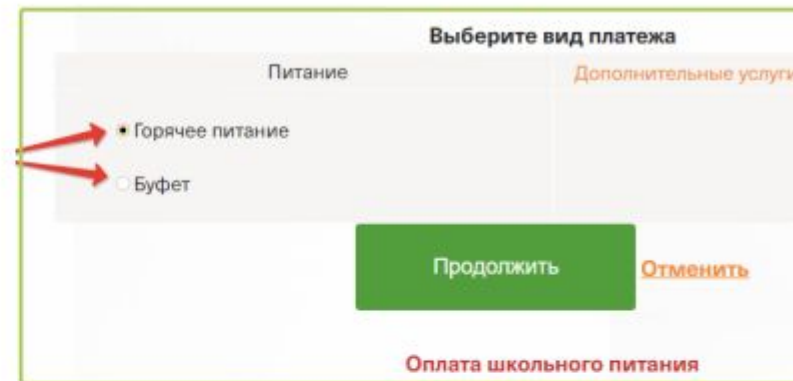 Выберите вид платежа
Питание
Дополнительные услуги
Горячее питание
Буфет
Продолжить
Отменить
Оплата школьного питания